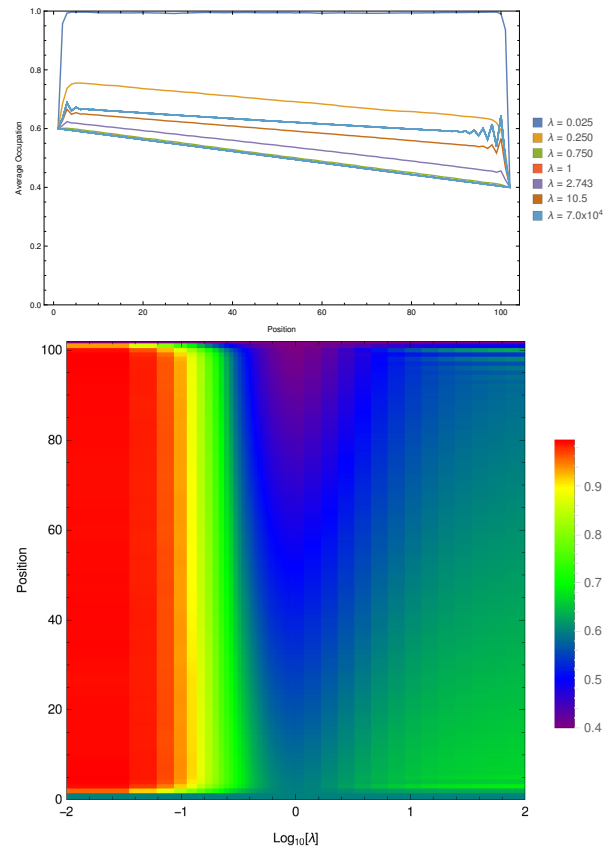 1.0
0.8
0.6
0.4
0.2
0.0
Average Occupation
0 20 40 60 80 100
Position
λ = 0.025
λ = 0.250
λ = 0.750
λ = 1
λ = 2.743
λ = 10.5
λ = 7.0x10⁴
100
80
60
40
20
0
Position
−2 −1 0 1 2
Log₁₀[λ]
0.9
0.8
0.7
0.6
0.5
0.4